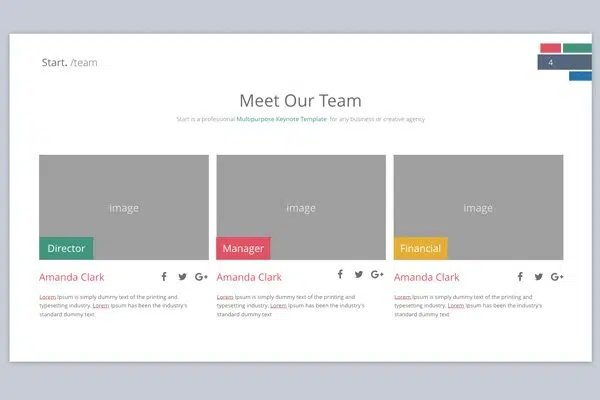 Start. /team
4
Meet Our Team
Start is a professional Multipurpose Keynote Template for any business or creative agency
image
image
image
Director
Manager
Financial
Amanda Clark
Amanda Clark
Amanda Clark
Lorem Ipsum is simply dummy text of the printing and
typesetting industry. Lorem Ipsum has been the industry's
standard dummy text
Lorem Ipsum is simply dummy text of the printing and
typesetting industry. Lorem Ipsum has been the industry's
standard dummy text
Lorem Ipsum is simply dummy text of the printing and
typesetting industry. Lorem Ipsum has been the industry's
standard dummy text